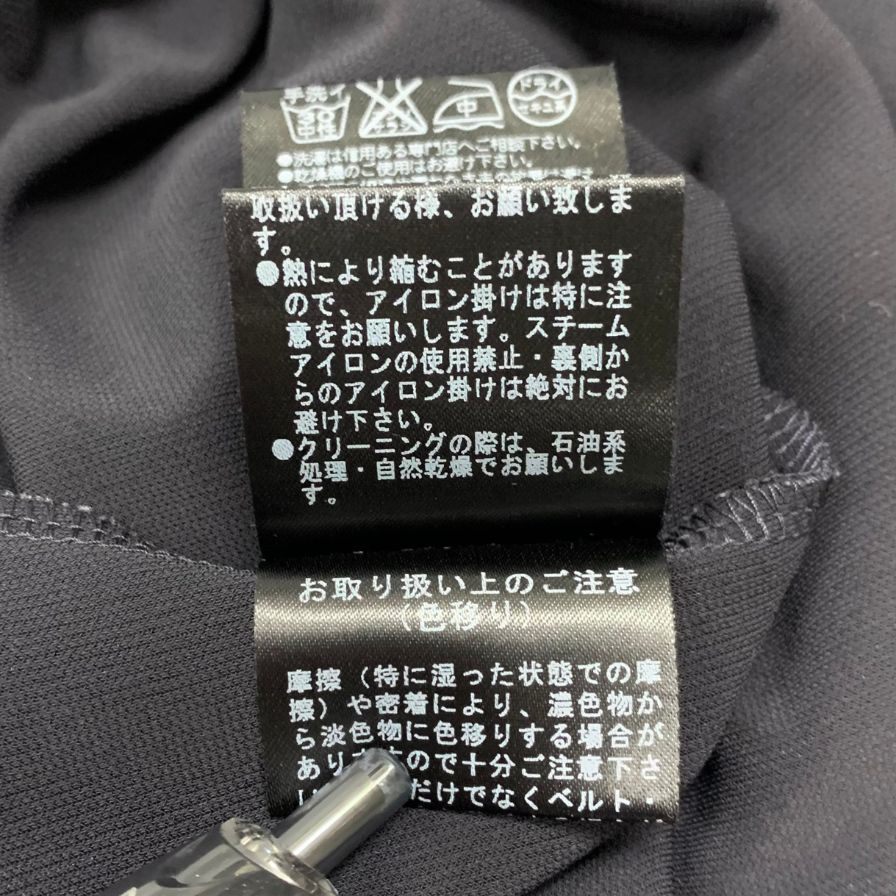 手洗イ
30
中性
エンソ
サラシ
中
ドライ
セキユ系
●洗濯は信用ある専門店へご相談下さい。
●乾燥機のご使用はお避け下さい。
取扱い頂ける様、お願い致しま
す。
●熱により縮むことがあります
ので、アイロン掛けは特に注
意をお願いします。スチーム
アイロンの使用禁止・裏側か
らのアイロン掛けは絶対にお
避け下さい。
●クリーニングの際は、石油系
処理・自然乾燥でお願いしま
す。
お取り扱い上のご注意
(色移り)
摩擦(特に湿った状態での摩
擦)や密着により、濃色物か
ら淡色物に色移りする場合が
ありますので十分ご注意下さ
だけでなくベルト・